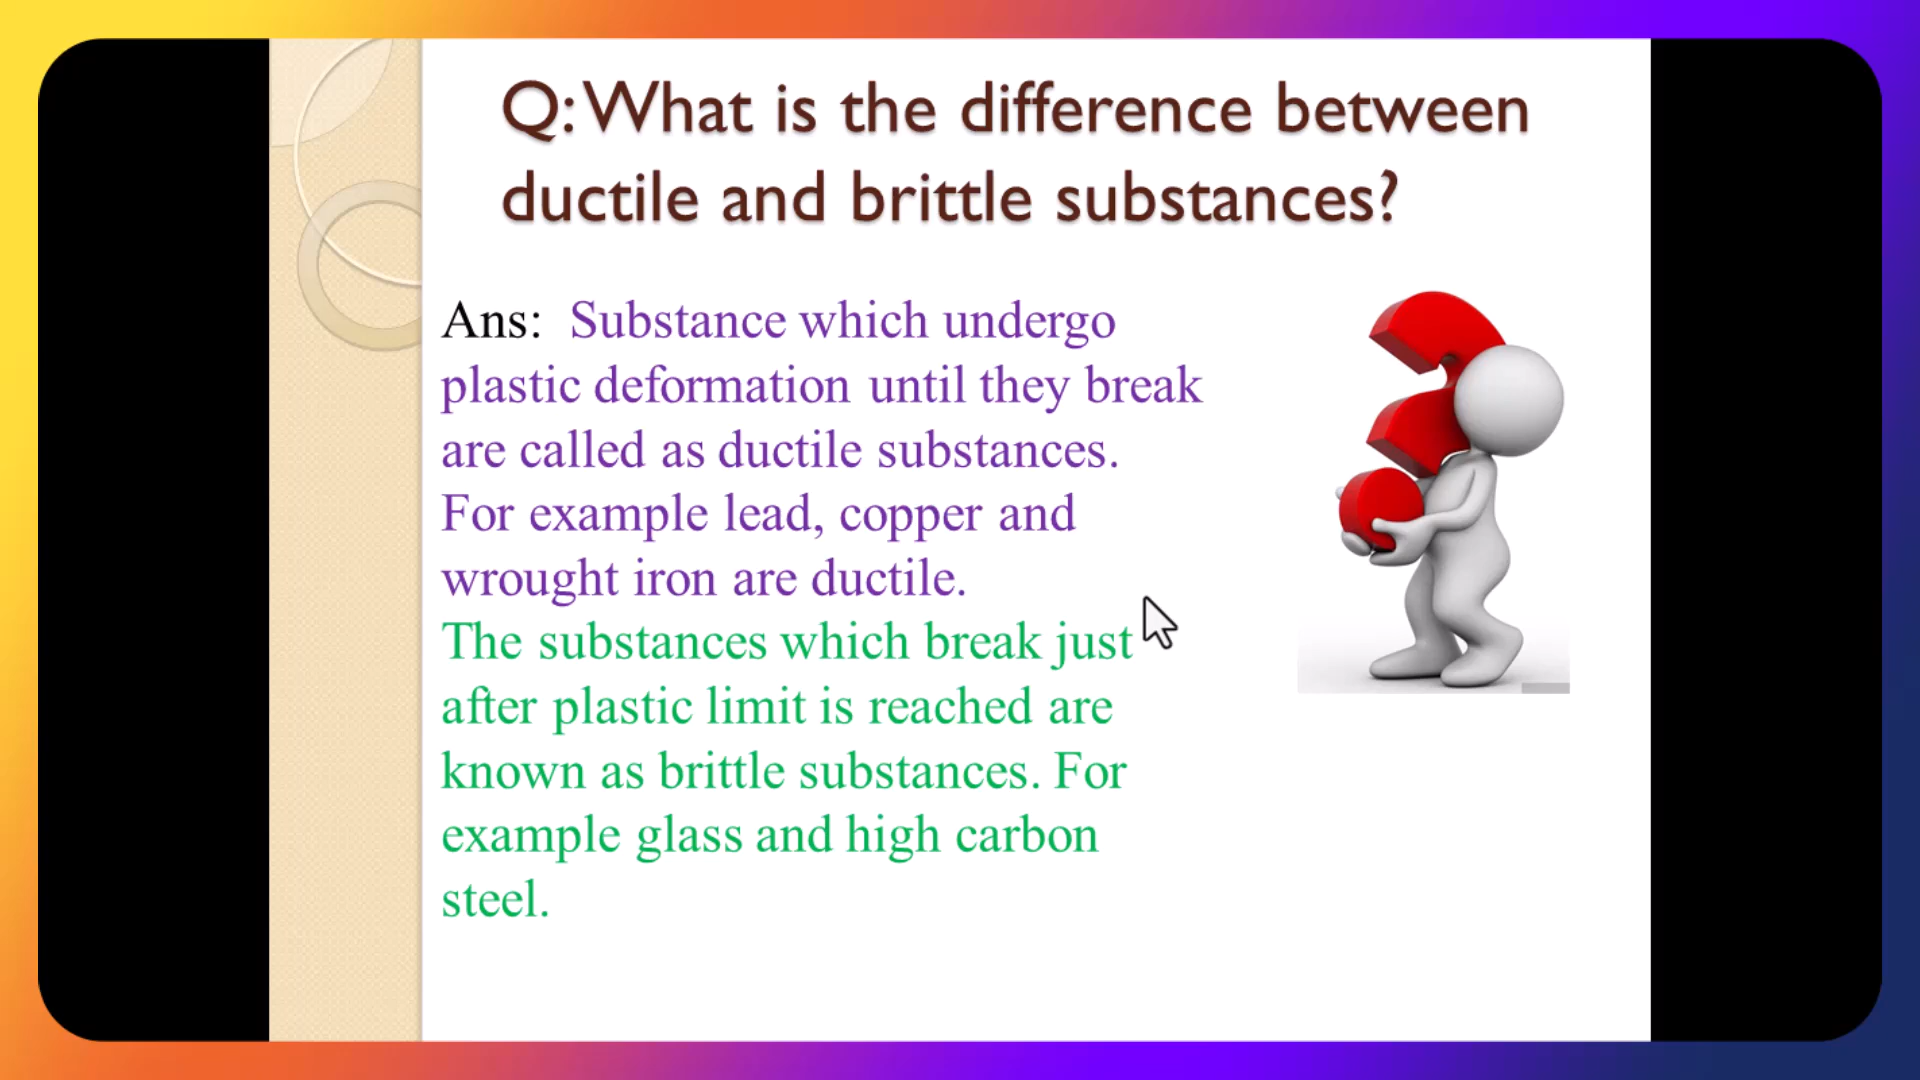 Q: What is the difference between
ductile and brittle substances?
Ans: Substance which undergo
plastic deformation until they break
are called as ductile substances.
For example lead, copper and
wrought iron are ductile.
The substances which break just
after plastic limit is reached are
known as brittle substances. For
example glass and high carbon
steel.